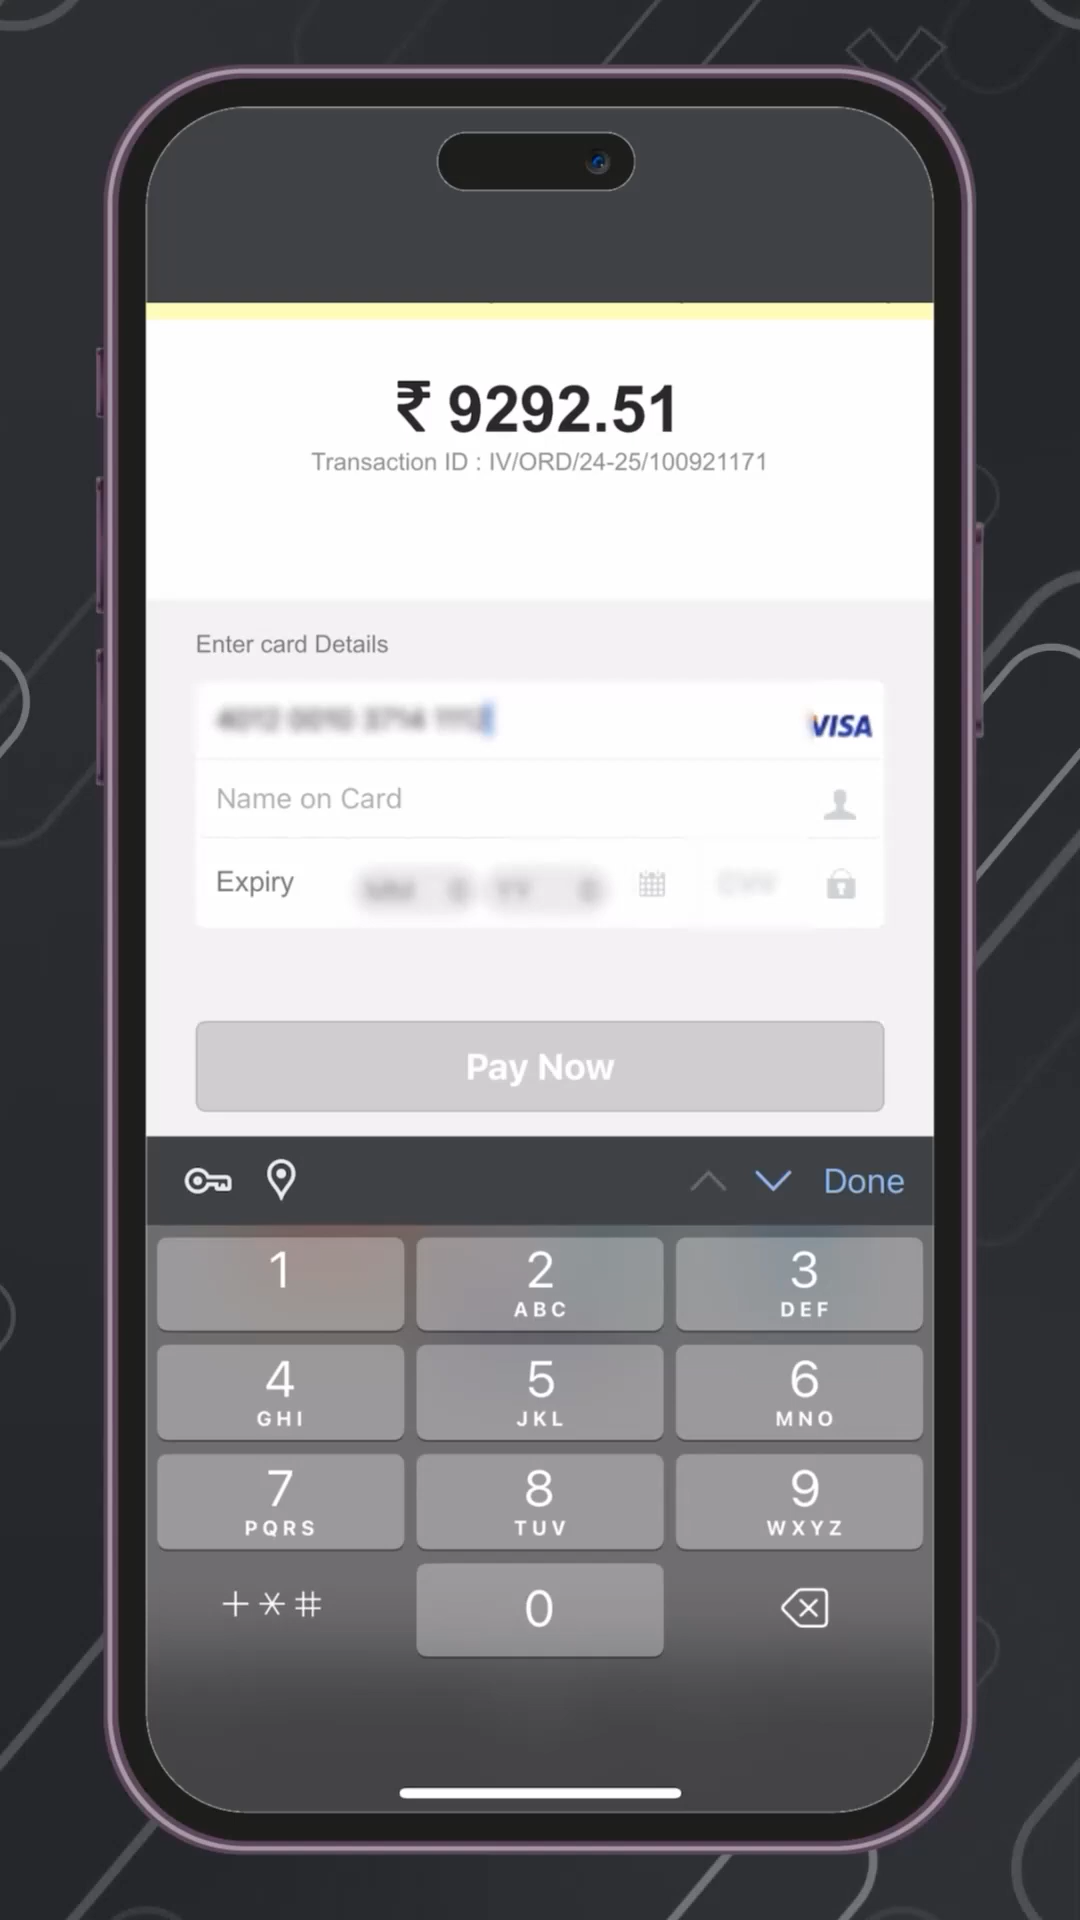 ₹ 9292.51
Transaction ID : IV/ORD/24-25/100921171
Enter card Details
VISA
Name on Card
Expiry
Pay Now
Done
1
2
ABC
3
DEF
4
GHI
5
JKL
6
MNO
7
PQRS
8
TUV
9
WXYZ
+*#
0